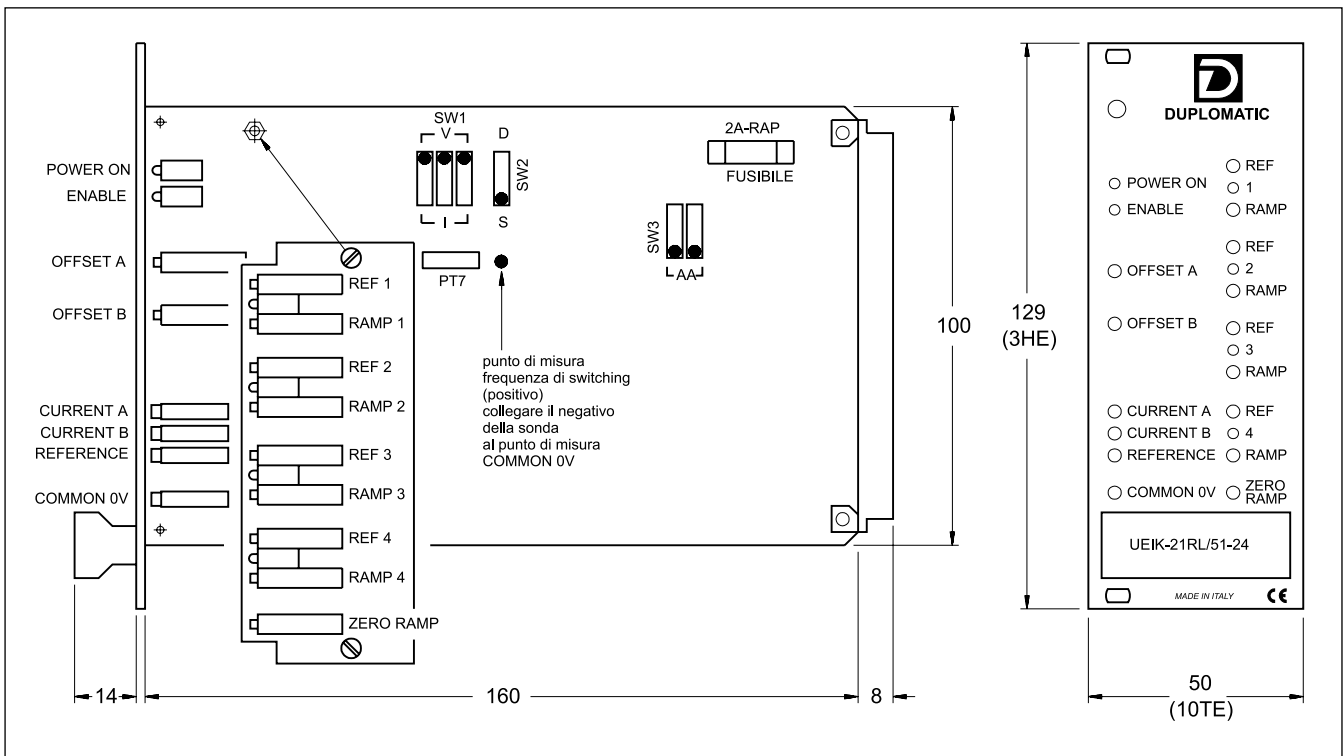 POWER ON
ENABLE
OFFSET A
OFFSET B
CURRENT A
CURRENT B
REFERENCE
COMMON 0V
SW1
V
I
D
SW2
S
PT7
2A-RAP
FUSIBILE
SW3
AA
REF 1
RAMP 1
REF 2
RAMP 2
REF 3
RAMP 3
REF 4
RAMP 4
ZERO RAMP
punto di misura
frequenza di switching
(positivo)
collegare il negativo
della sonda
al punto di misura
COMMON 0V
14
160
8
100
129
(3HE)
D
DUPLOMATIC
POWER ON
ENABLE
OFFSET A
OFFSET B
CURRENT A
CURRENT B
REFERENCE
COMMON 0V
REF
1
RAMP
REF
2
RAMP
REF
3
RAMP
REF
4
RAMP
ZERO
RAMP
UEIK-21RL/51-24
MADE IN ITALY CE
50
(10TE)